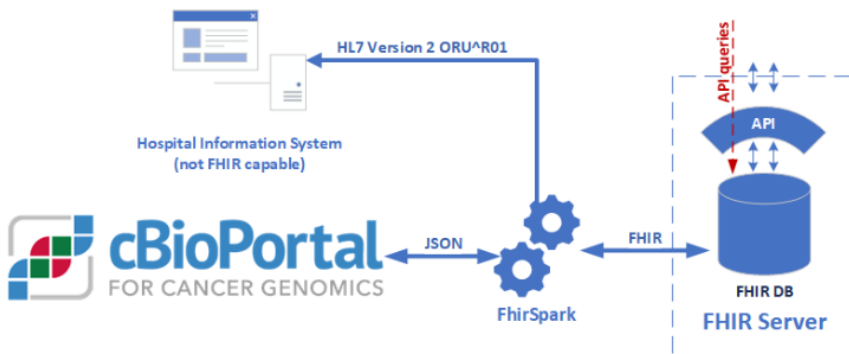 HL7 Version 2 ORU^R01
API queries
API
Hospital Information System
(not FHIR capable)
cBioPortal
FOR CANCER GENOMICS
JSON
FHIR
FhirSpark
FHIR DB
FHIR Server